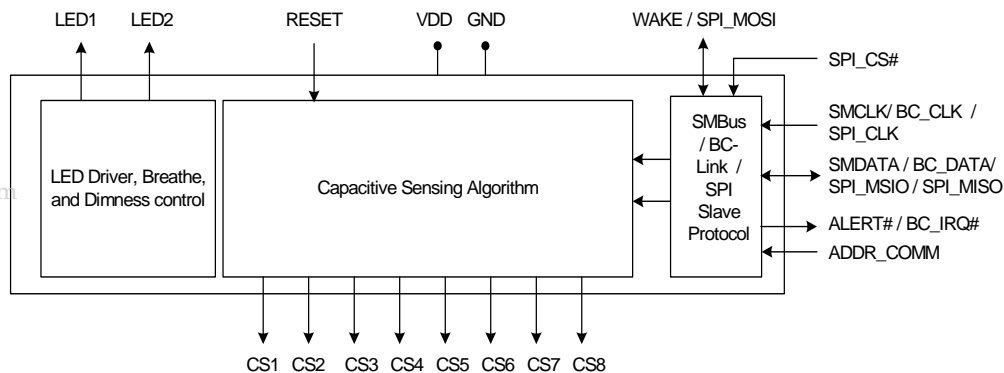 LED1 LED2 RESET VDD GND WAKE / SPI_MOSI
SPI_CS#
SMCLK/ BC_CLK /
SPI_CLK
SMDATA / BC_DATA/
SPI_MSIO / SPI_MISO
ALERT# / BC_IRQ#
ADDR_COMM
LED Driver, Breathe,
and Dimness control
Capacitive Sensing Algorithm
SMBus
/ BC-
Link /
SPI
Slave
Protocol
CS1 CS2 CS3 CS4 CS5 CS6 CS7 CS8